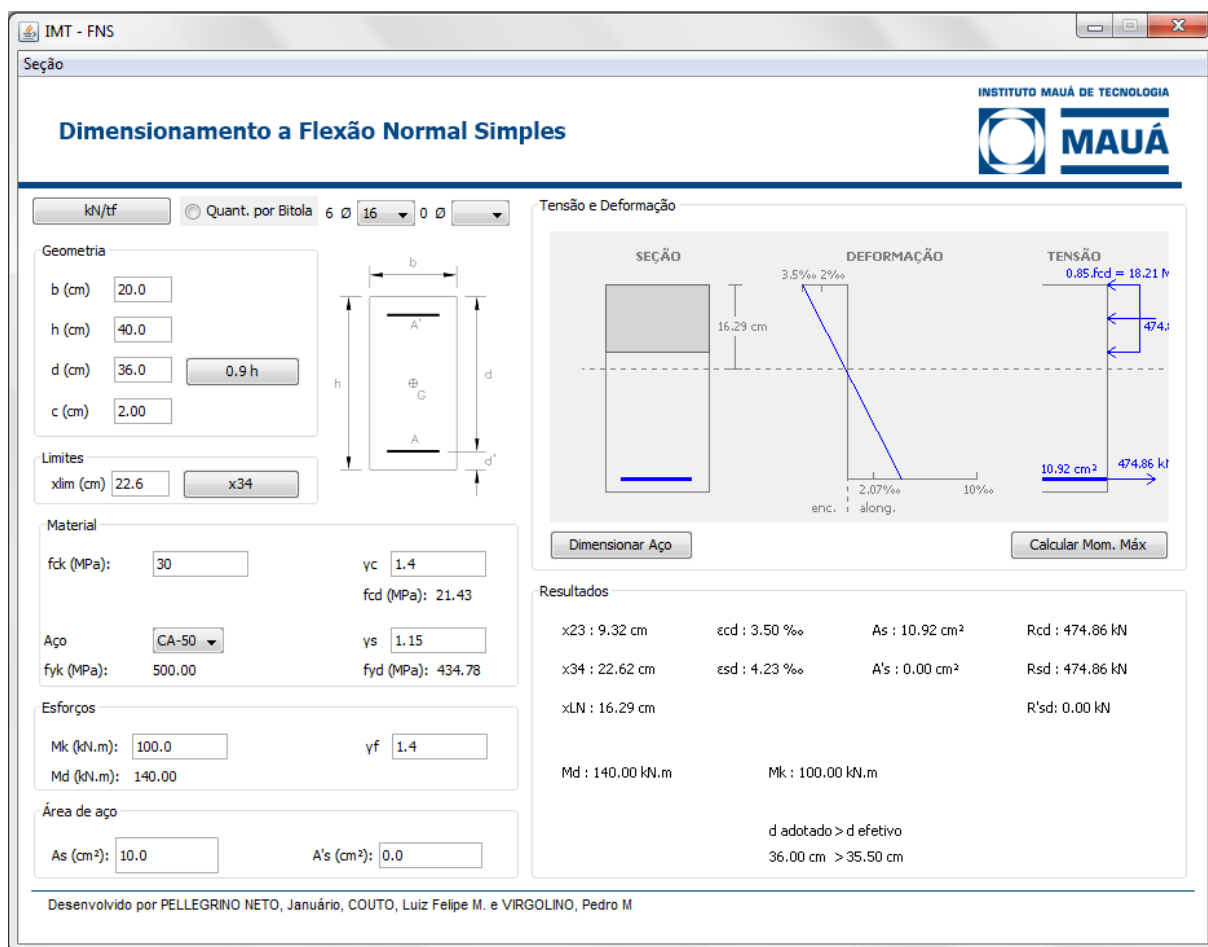 IMT - FNS
Seção
INSTITUTO MAUÁ DE TECNOLOGIA
MAUÁ
Dimensionamento a Flexão Normal Simples
kN/tf
Quant. por Bitola 6 Ø 16 0 Ø
Geometria
b (cm) 20.0
h (cm) 40.0
d (cm) 36.0 0.9 h
c (cm) 2.00
b
A'
h
d
G
A
d'
Limites
xlim (cm) 22.6 x34
Material
fck (MPa): 30 γc 1.4
fcd (MPa): 21.43
Aço CA-50 γs 1.15
fyk (MPa): 500.00 fyd (MPa): 434.78
Esforços
Mk (kN.m): 100.0 γf 1.4
Md (kN.m): 140.00
Área de aço
As (cm²): 10.0 A's (cm²): 0.0
Tensão e Deformação
SEÇÃO DEFORMAÇÃO TENSÃO
3.5‰ 2‰ 0.85.fcd = 18.21 M
16.29 cm 474.8
10.92 cm² 474.86 kN
2.07‰ 10‰
enc. along.
Dimensionar Aço Calcular Mom. Máx
Resultados
x23 : 9.32 cm εcd : 3.50 ‰ As : 10.92 cm² Rcd : 474.86 kN
x34 : 22.62 cm εsd : 4.23 ‰ A's : 0.00 cm² Rsd : 474.86 kN
xLN : 16.29 cm R'sd: 0.00 kN
Md : 140.00 kN.m Mk : 100.00 kN.m
d adotado > d efetivo
36.00 cm > 35.50 cm
Desenvolvido por PELLEGRINO NETO, Januário, COUTO, Luiz Felipe M. e VIRGOLINO, Pedro M